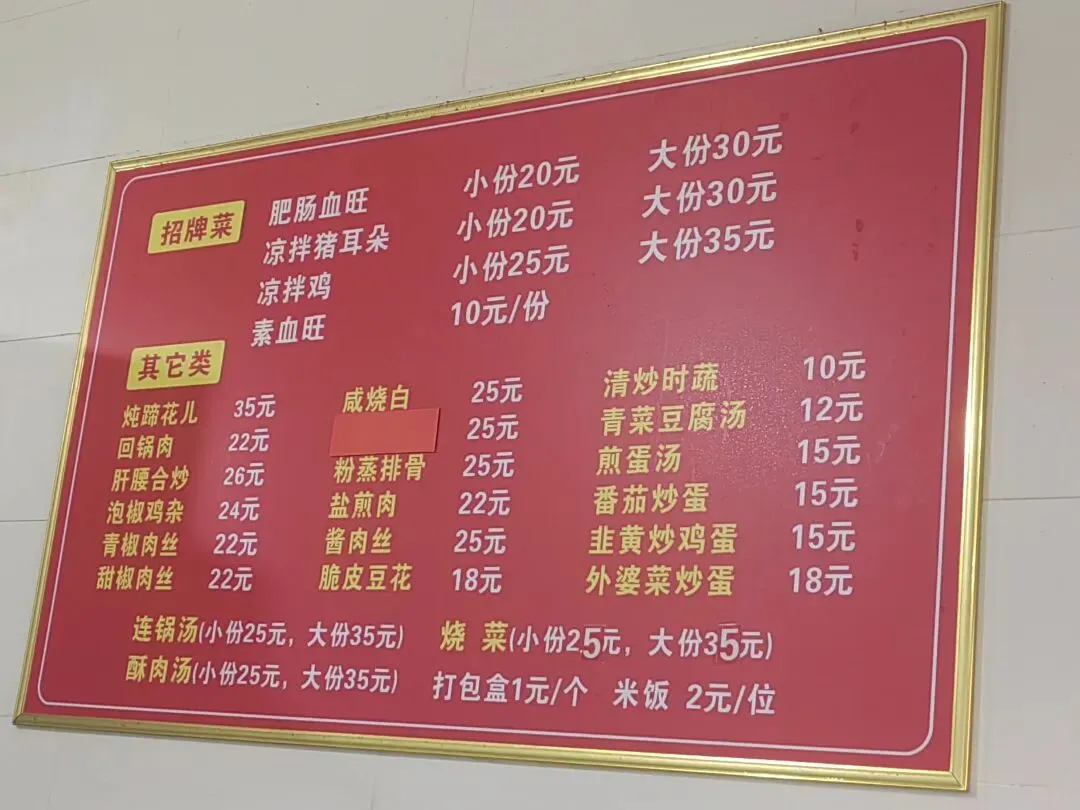 招牌菜
肥肠血旺 小份20元 大份30元
凉拌猪耳朵 小份20元 大份30元
凉拌鸡 小份25元 大份35元
素血旺 10元/份
其它类
炖蹄花儿 35元 咸烧白 25元 清炒时蔬 10元
回锅肉 22元 25元 青菜豆腐汤 12元
肝腰合炒 26元 粉蒸排骨 25元 煎蛋汤 15元
泡椒鸡杂 24元 盐煎肉 22元 番茄炒蛋 15元
青椒肉丝 22元 酱肉丝 25元 韭黄炒鸡蛋 15元
甜椒肉丝 22元 脆皮豆花 18元 外婆菜炒蛋 18元
连锅汤(小份25元，大份35元) 烧 菜(小份25元，大份35元)
酥肉汤(小份25元，大份35元) 打包盒1元/个 米饭 2元/位